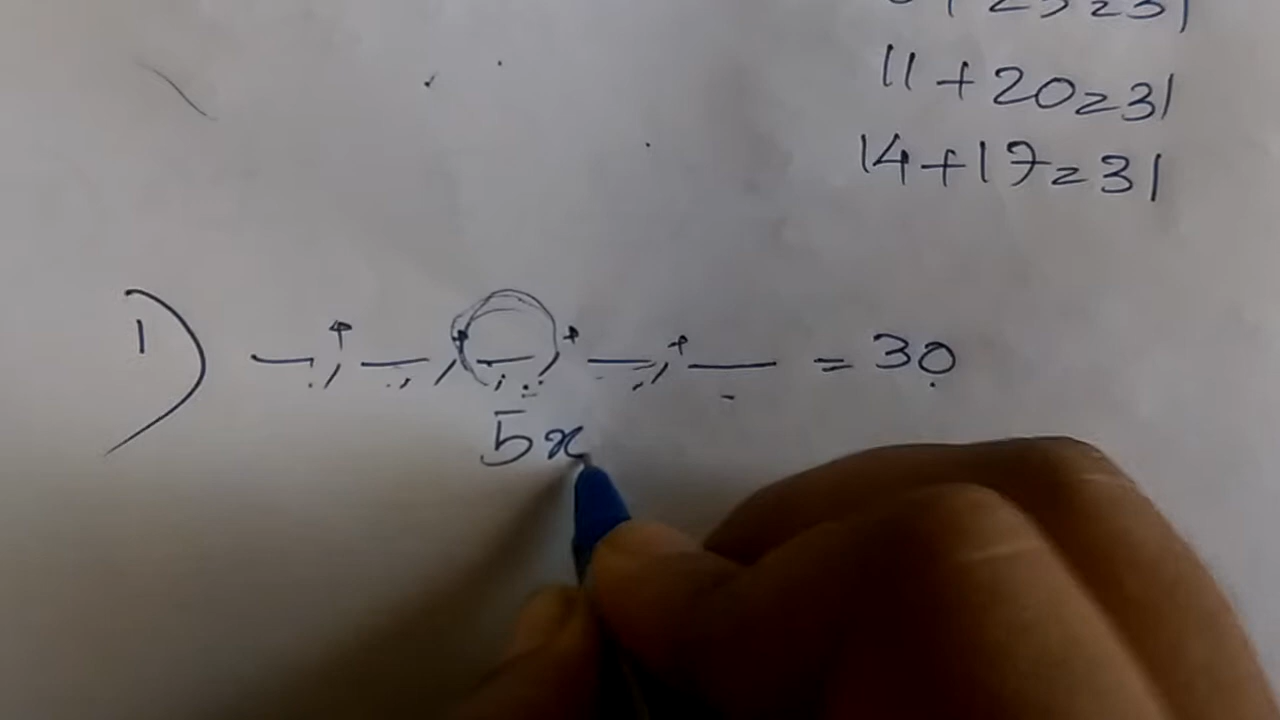 11 + 20 = 31
14 + 17 = 31
1) _, + _, + _, + _, + _ = 30
5x